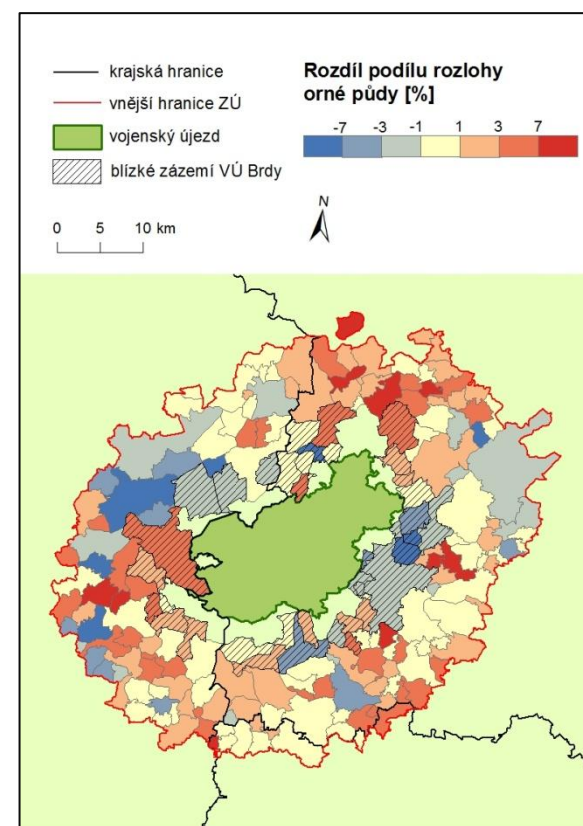 krajská hranice
vnější hranice ZÚ
vojenský újezd
blízké zázemí VÚ Brdy
0 5 10 km
Rozdíl podílu rozlohy
orné půdy [%]
-7 -3 -1 1 3 7
N